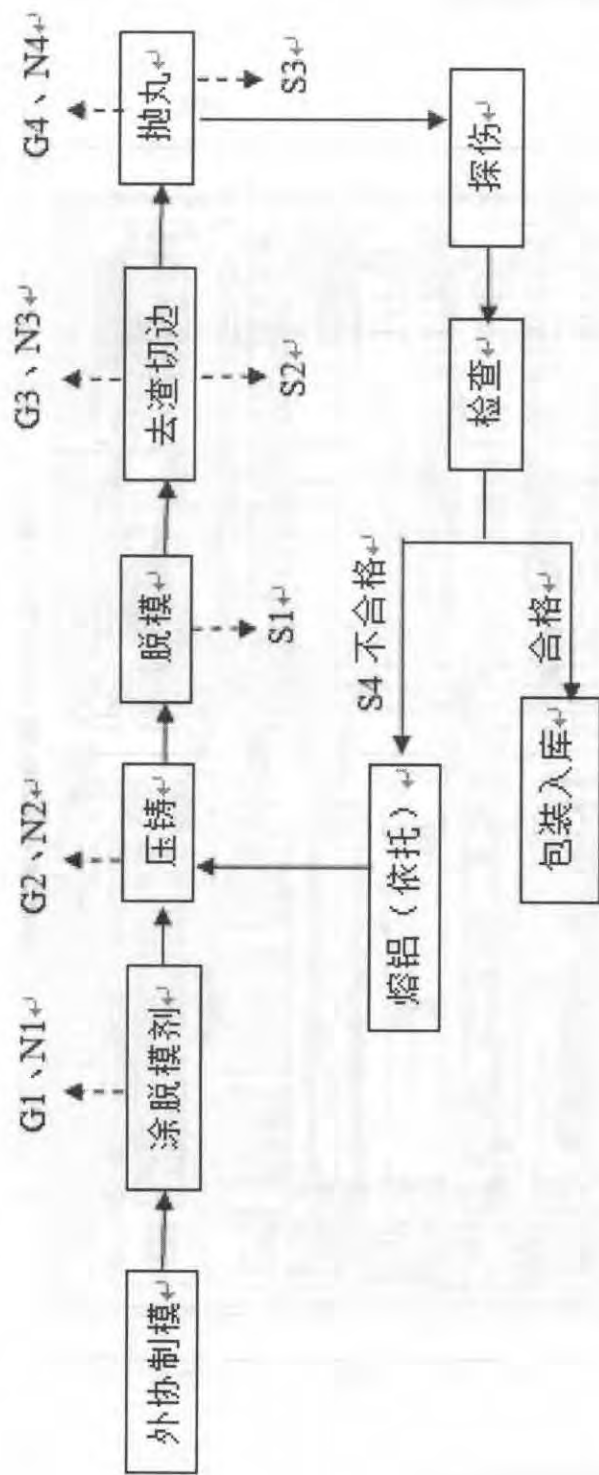 G1、N1
G2、N2
G3、N3
G4、N4
外协制模
涂脱模剂
压铸
脱模
去渣切边
抛丸
S1
S2
S3
熔铝（依托）
S4 不合格
检查
探伤
包装入库
合格